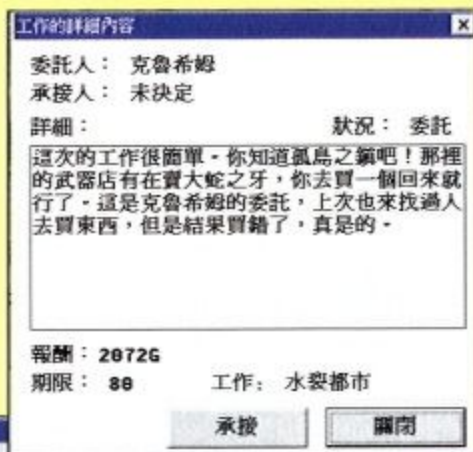 工作的詳細內容
委託人： 克魯希姆
承接人： 未決定
詳細： 狀況： 委託
這次的工作很簡單。你知道孤島之鎮吧！那裡
的武器店有在賣大蛇之牙，你去買一個回來就
行了。這是克魯希姆的委託，上次也來找過人
去買東西，但是結果買錯了，真是的。
報酬：2072G
期限： 80 工作： 水裂都市
承接 關閉